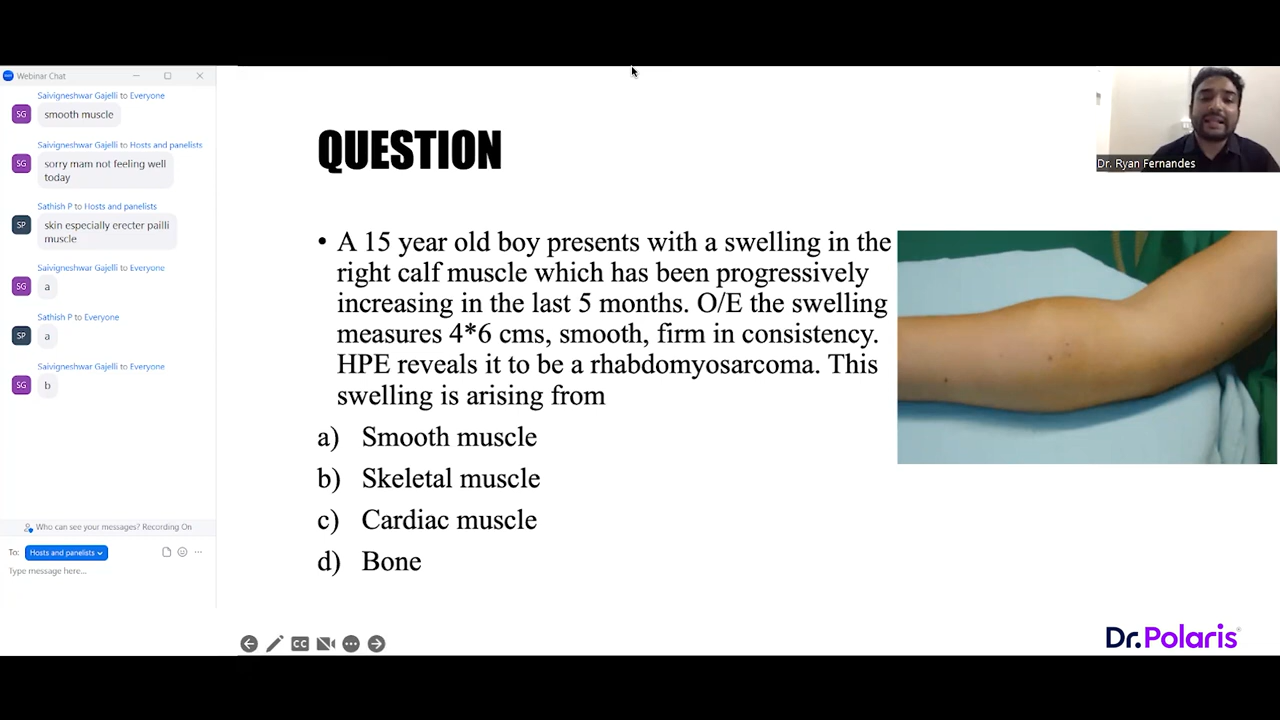 Webinar Chat
Saivigneshwar Gajelli to Everyone
SG
smooth muscle
Saivigneshwar Gajelli to Hosts and panelists
SG
sorry mam not feeling well
today
Sathish P to Hosts and panelists
SP
skin especially erecter pailli
muscle
Saivigneshwar Gajelli to Everyone
SG
a
Sathish P to Everyone
SP
a
Saivigneshwar Gajelli to Everyone
SG
b
Who can see your messages? Recording On
To: Hosts and panelists
Type message here...
QUESTION
• A 15 year old boy presents with a swelling in the
right calf muscle which has been progressively
increasing in the last 5 months. O/E the swelling
measures 4*6 cms, smooth, firm in consistency.
HPE reveals it to be a rhabdomyosarcoma. This
swelling is arising from
a) Smooth muscle
b) Skeletal muscle
c) Cardiac muscle
d) Bone
CC
Dr. Ryan Fernandes
Dr.Polaris